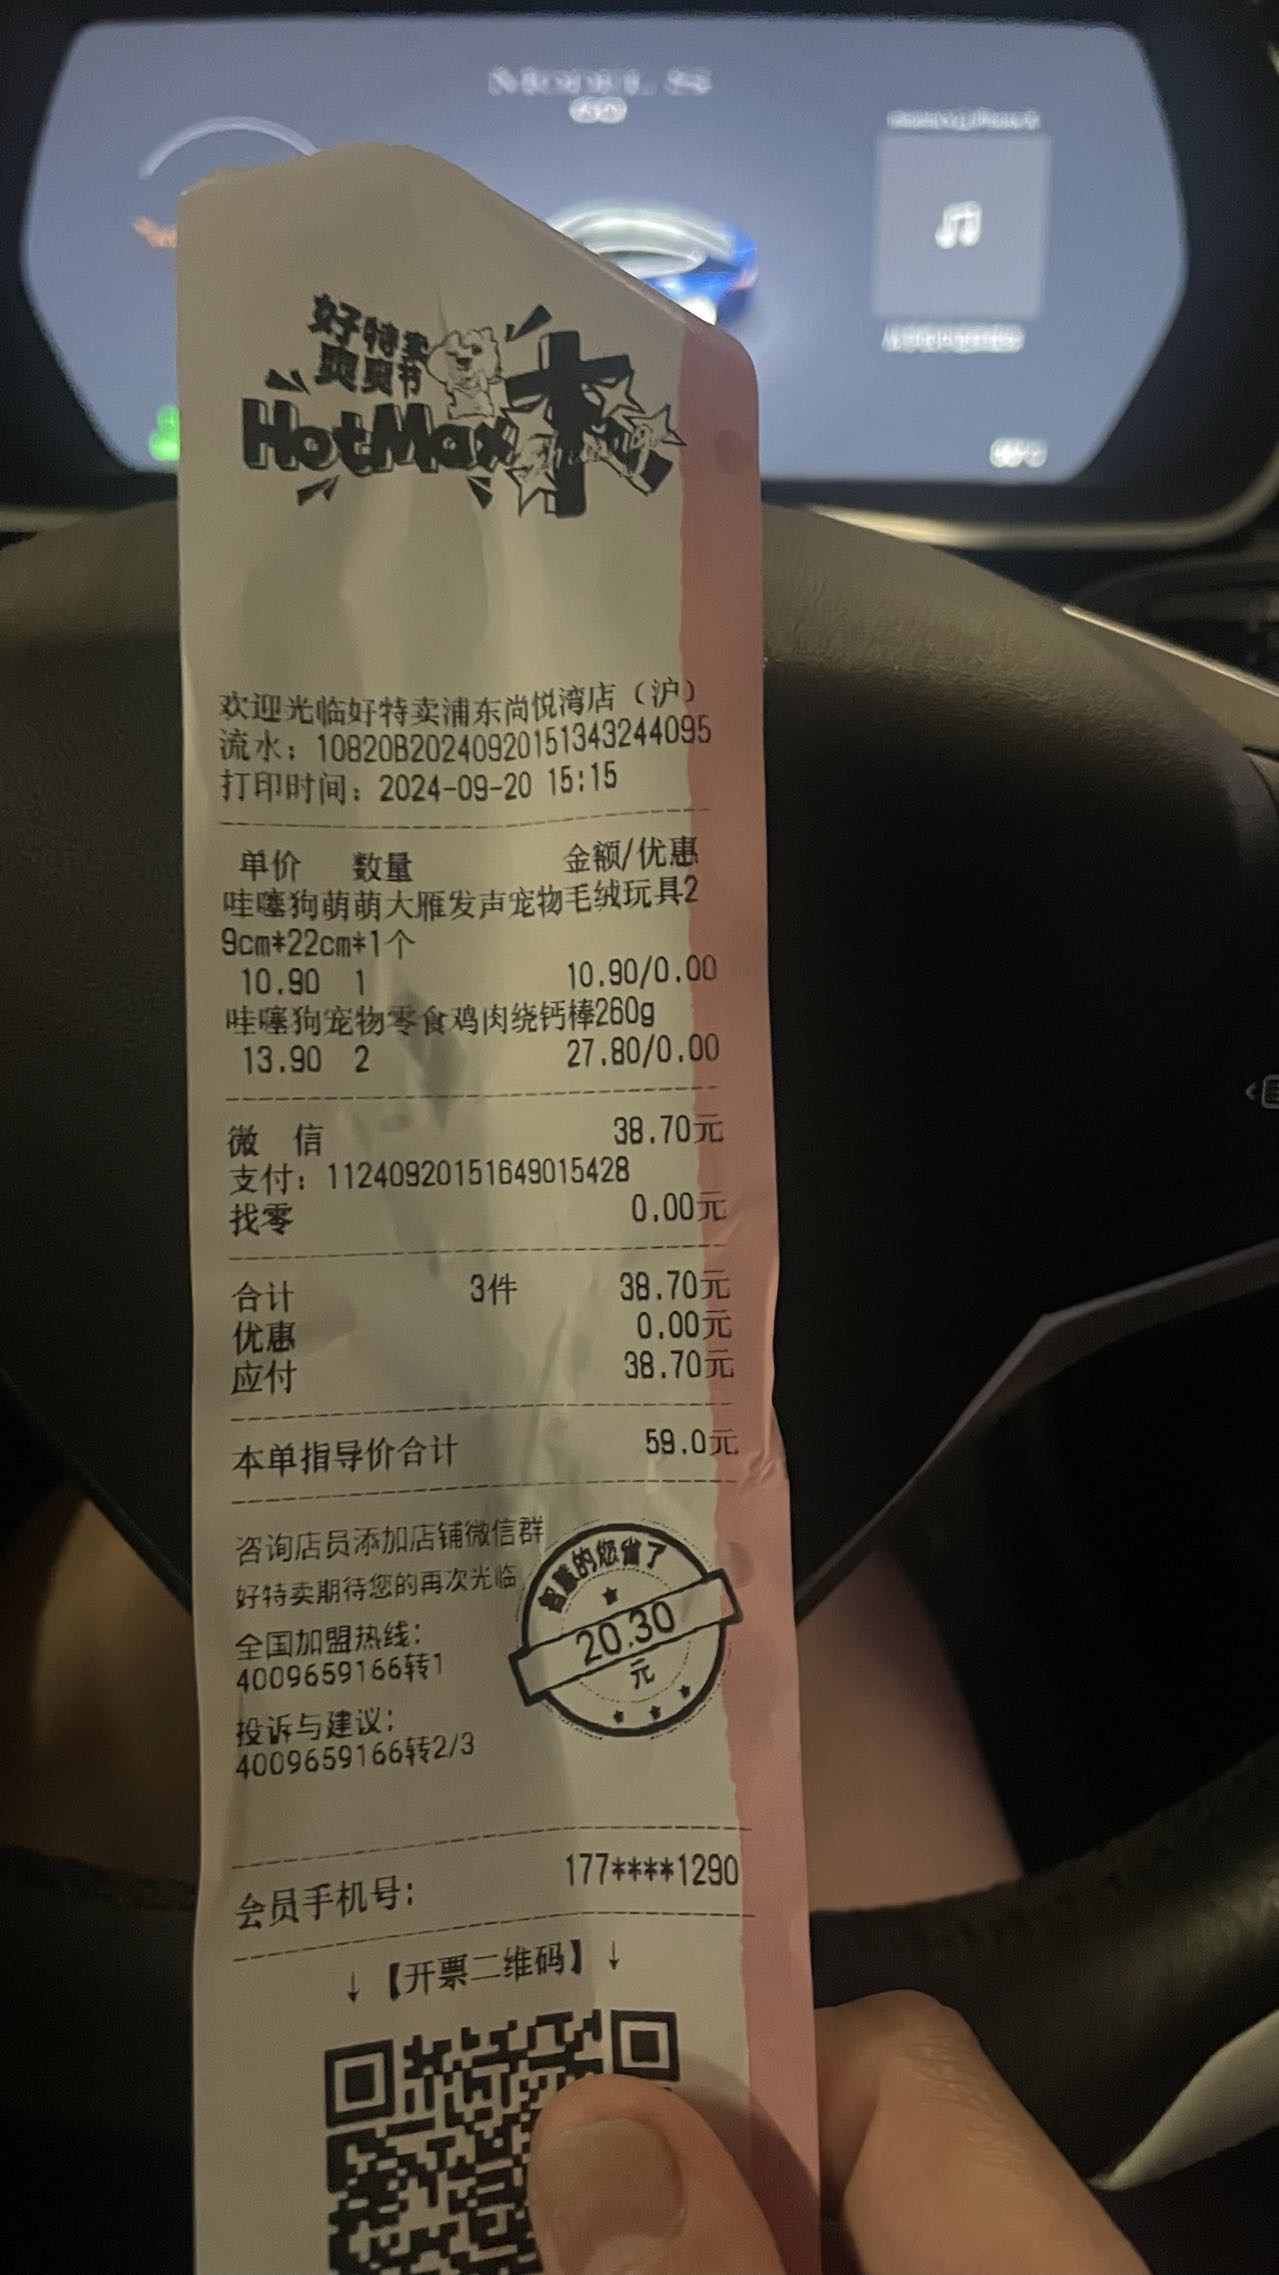 MODEL S
好特卖
爽爽节
HotMax
欢迎光临好特卖浦东尚悦湾店（沪）
流水：10820B20240920151343244095
打印时间：2024-09-20 15:15
单价 数量 金额/优惠
哇噻狗萌萌大雁发声宠物毛绒玩具2
9cm*22cm*1个
10.90 1 10.90/0.00
哇噻狗宠物零食鸡肉绕钙棒260g
13.90 2 27.80/0.00
微 信 38.70元
支付：11240920151649015428
找零 0.00元
合计 3件 38.70元
优惠 0.00元
应付 38.70元
本单指导价合计 59.0元
咨询店员添加店铺微信群
好特卖期待您的再次光临
全国加盟热线：
4009659166转1
投诉与建议：
4009659166转2/3
智慧的您省了
20.30
元
会员手机号： 177****1290
↓【开票二维码】↓